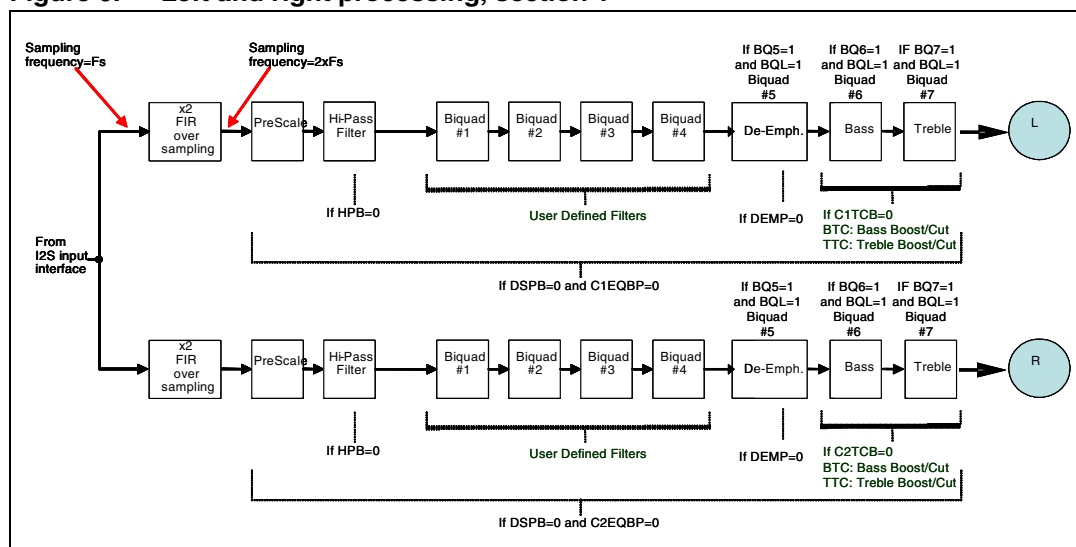 Sampling
frequency=Fs
Sampling
frequency=2xFs
If BQ5=1
and BQL=1
Biquad
#5
If BQ6=1
and BQL=1
Biquad
#6
IF BQ7=1
and BQL=1
Biquad
#7
x2
FIR
over
sampling
PreScale
Hi-Pass
Filter
Biquad
#1
Biquad
#2
Biquad
#3
Biquad
#4
De-Emph.
Bass
Treble
L
If HPB=0
User Defined Filters
If DEMP=0
If C1TCB=0
BTC: Bass Boost/Cut
TTC: Treble Boost/Cut
From
I2S input
interface
If DSPB=0 and C1EQBP=0
If BQ5=1
and BQL=1
Biquad
#5
If BQ6=1
and BQL=1
Biquad
#6
IF BQ7=1
and BQL=1
Biquad
#7
x2
FIR
over
sampling
PreScale
Hi-Pass
Filter
Biquad
#1
Biquad
#2
Biquad
#3
Biquad
#4
De-Emph.
Bass
Treble
R
If HPB=0
User Defined Filters
If DEMP=0
If C2TCB=0
BTC: Bass Boost/Cut
TTC: Treble Boost/Cut
If DSPB=0 and C2EQBP=0